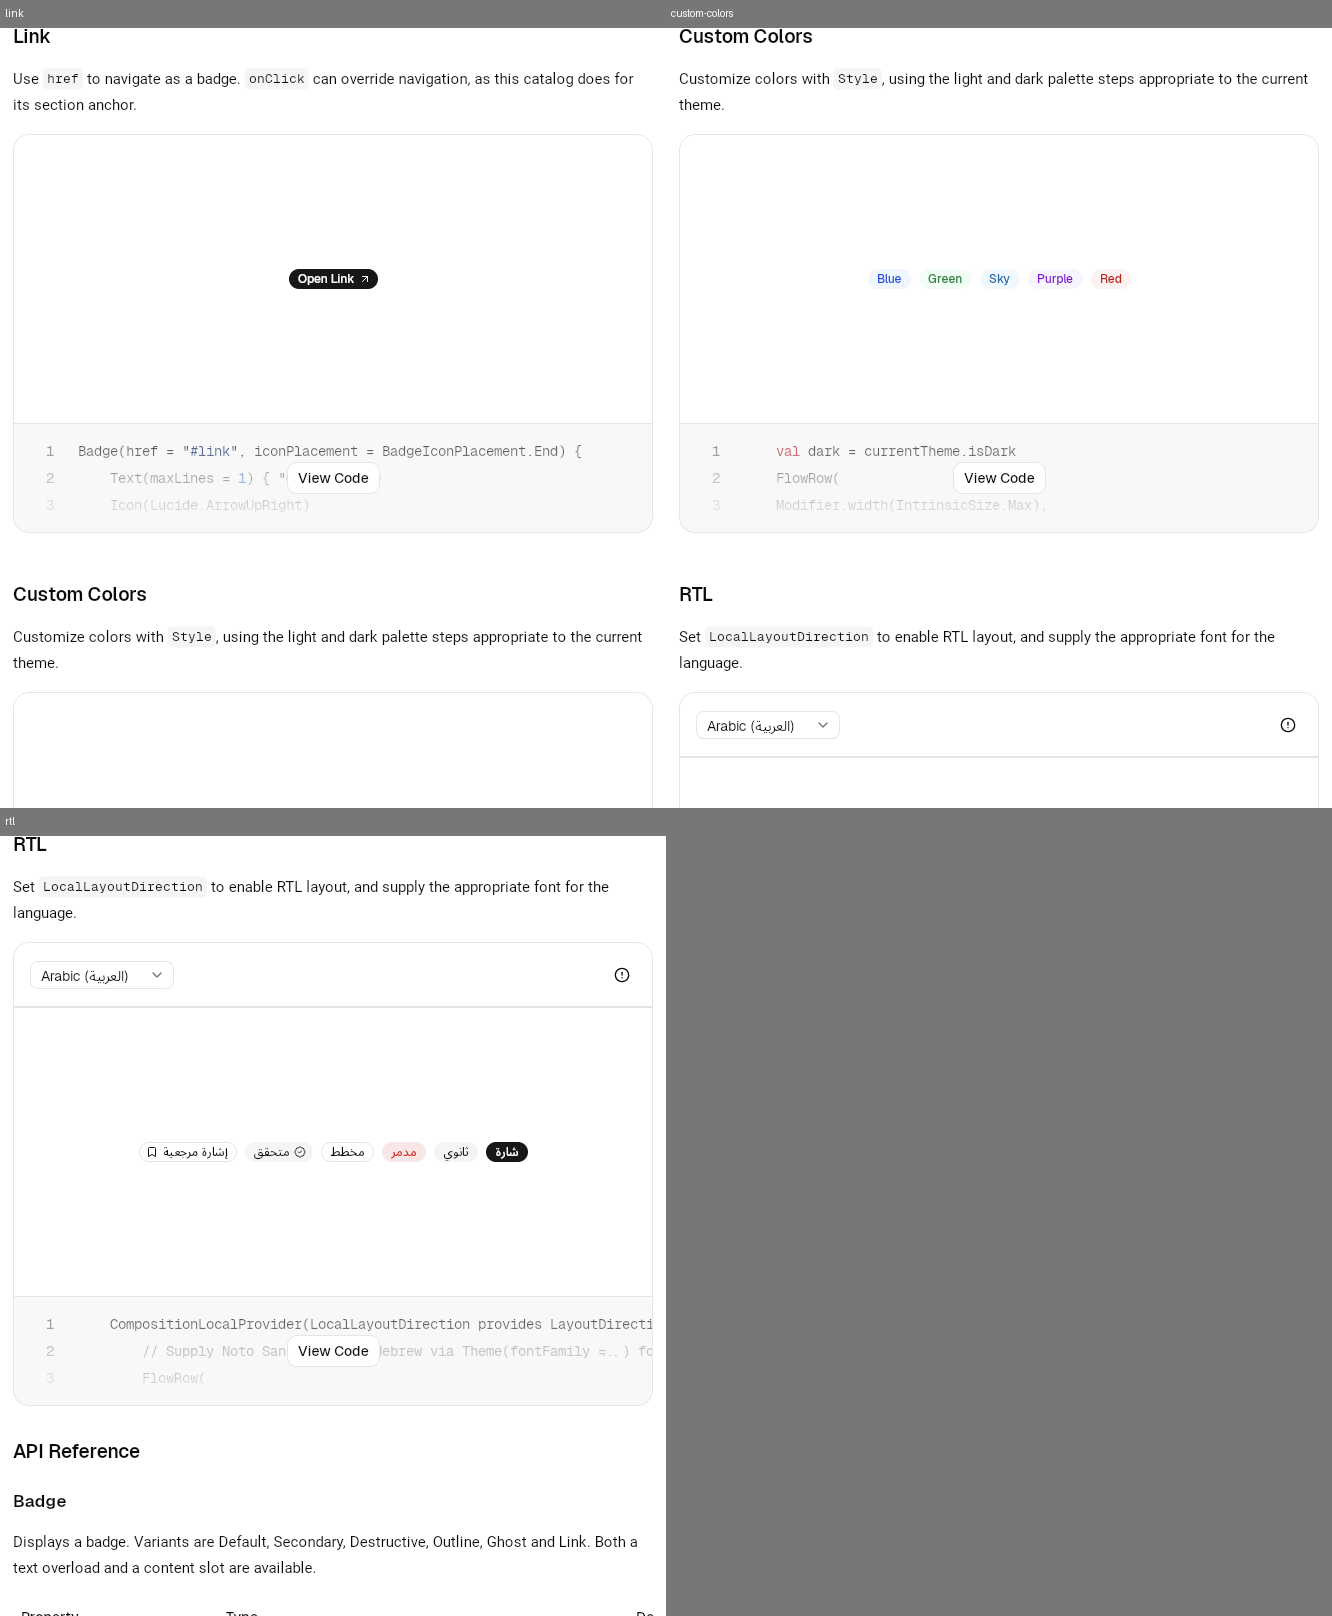 link
Link
Use href to navigate as a badge. onClick can override navigation, as this catalog does for
its section anchor.
Open Link
1 Badge(href = "#link", iconPlacement = BadgeIconPlacement.End) {
2 Text(maxLines = 1) { "
View Code
3 Icon(Lucide.ArrowUpRight)
Custom Colors
Customize colors with Style, using the light and dark palette steps appropriate to the current
theme.
custom-colors
Custom Colors
Customize colors with Style, using the light and dark palette steps appropriate to the current
theme.
Blue Green Sky Purple Red
1 val dark = currentTheme.isDark
2 FlowRow(
View Code
3 Modifier.width(IntrinsicSize.Max),
RTL
Set LocalLayoutDirection to enable RTL layout, and supply the appropriate font for the
language.
Arabic (العربية)
rtl
RTL
Set LocalLayoutDirection to enable RTL layout, and supply the appropriate font for the
language.
Arabic (العربية)
شارة ثانوي مدمر مخطط متحقق إشارة مرجعية
1 CompositionLocalProvider(LocalLayoutDirection provides LayoutDirecti
2 // Supply Noto San
View Code
Hebrew via Theme(fontFamily = ..) fo
3 FlowRow(
API Reference
Badge
Displays a badge. Variants are Default, Secondary, Destructive, Outline, Ghost and Link. Both a
text overload and a content slot are available.
Property Type De